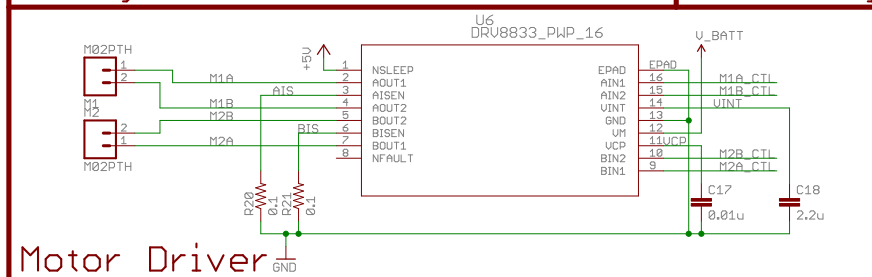 U6
DRV8833_PWP_16
V_BATT
+5V
M02PTH
1
2
M1
M2
2
1
M02PTH
M1A
AIS
M1B
M2B
BIS
M2A
1 NSLEEP
2 AOUT1
3 AISEN
4 AOUT2
5 BOUT2
6 BISEN
7 BOUT1
8 NFAULT
EPAD EPAD
AIN1 16 M1A_CTL
AIN2 15 M1B_CTL
VINT 14 VINT
GND 13
VM 12
VCP 11 VCP
BIN2 10 M2B_CTL
BIN1 9 M2A_CTL
R20
0.1
R21
0.1
C17
0.01u
C18
2.2u
GND
Motor Driver